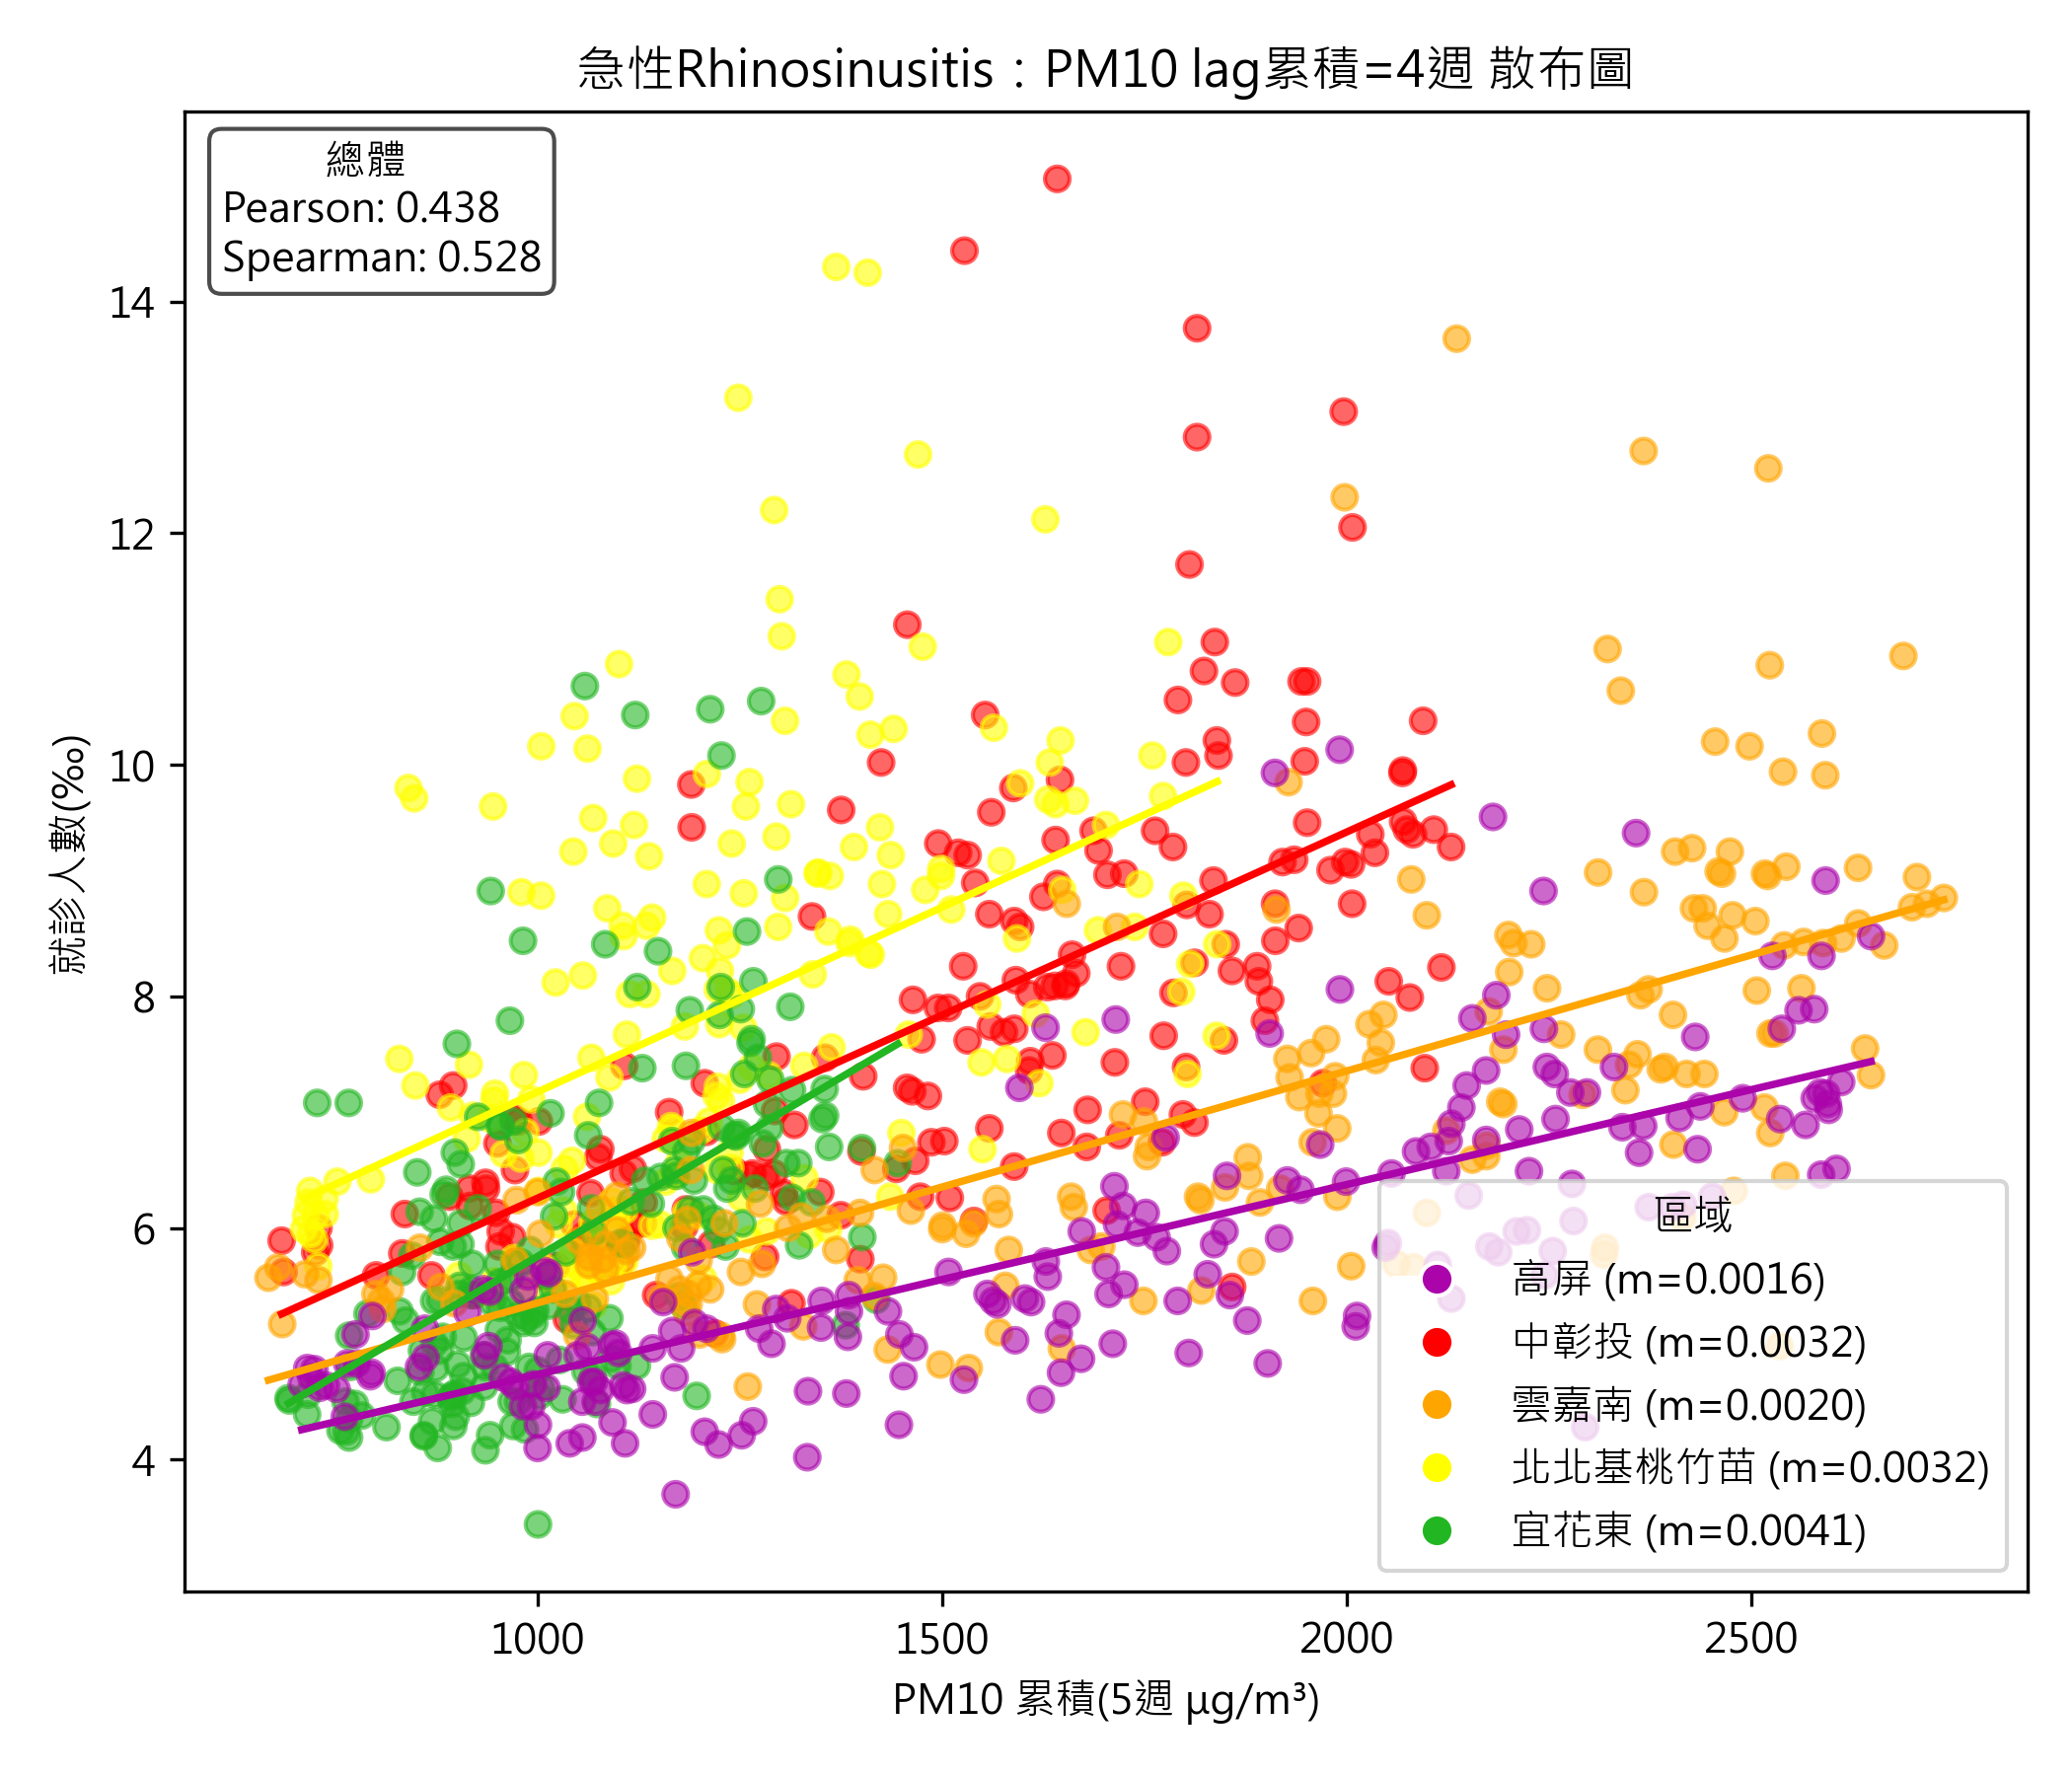 急性Rhinosinusitis：PM10 lag累積=4週 散布圖
總體
Pearson: 0.438
Spearman: 0.528
就診人數(‰)
14
12
10
8
6
4
區域
高屏 (m=0.0016)
中彰投 (m=0.0032)
雲嘉南 (m=0.0020)
北北基桃竹苗 (m=0.0032)
宜花東 (m=0.0041)
1000
1500
2000
2500
PM10 累積(5週 μg/m³)